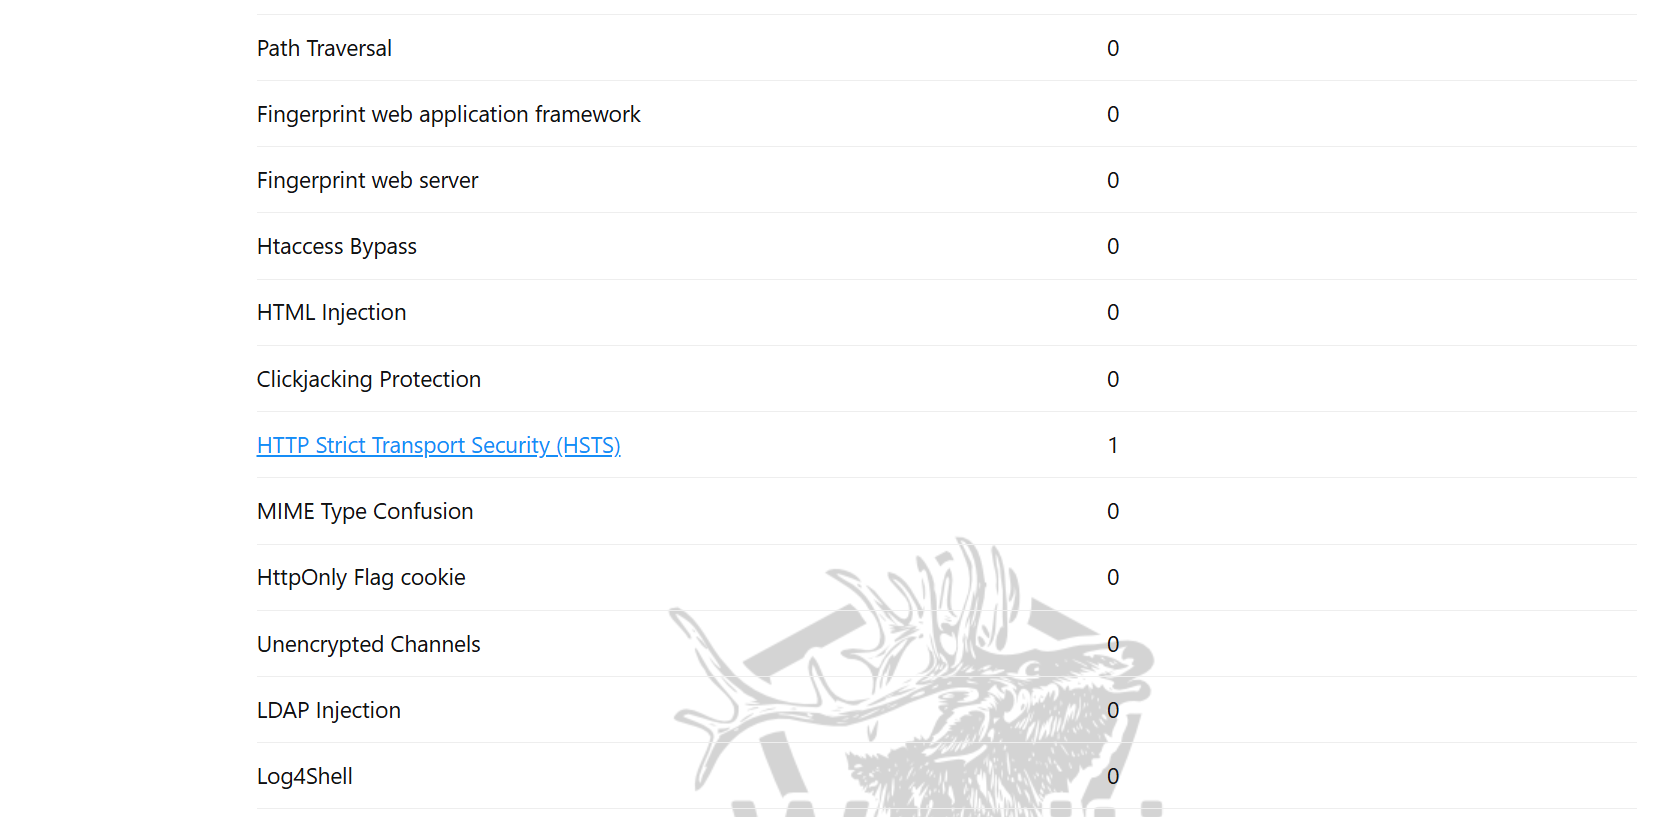 Path Traversal 0
Fingerprint web application framework 0
Fingerprint web server 0
Htaccess Bypass 0
HTML Injection 0
Clickjacking Protection 0
HTTP Strict Transport Security (HSTS) 1
MIME Type Confusion 0
HttpOnly Flag cookie 0
Unencrypted Channels 0
LDAP Injection 0
Log4Shell 0